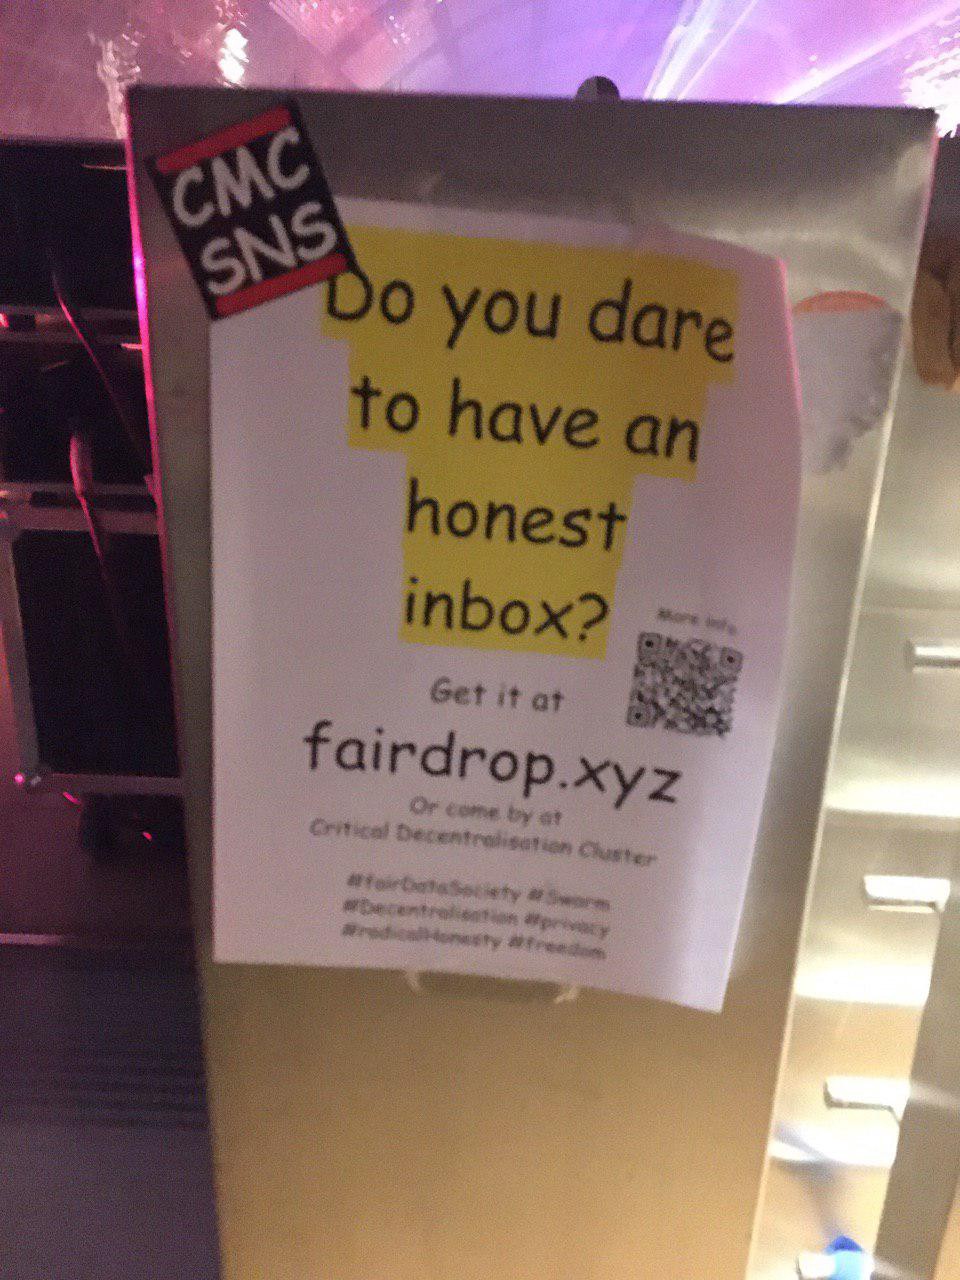 CMC
SNS
Do you dare
to have an
honest
inbox?
More info
Get it at
fairdrop.xyz
Or come by at
Critical Decentralisation Cluster
#fairDataSociety #Swarm
#Decentralisation #privacy
#radicalHonesty #freedom